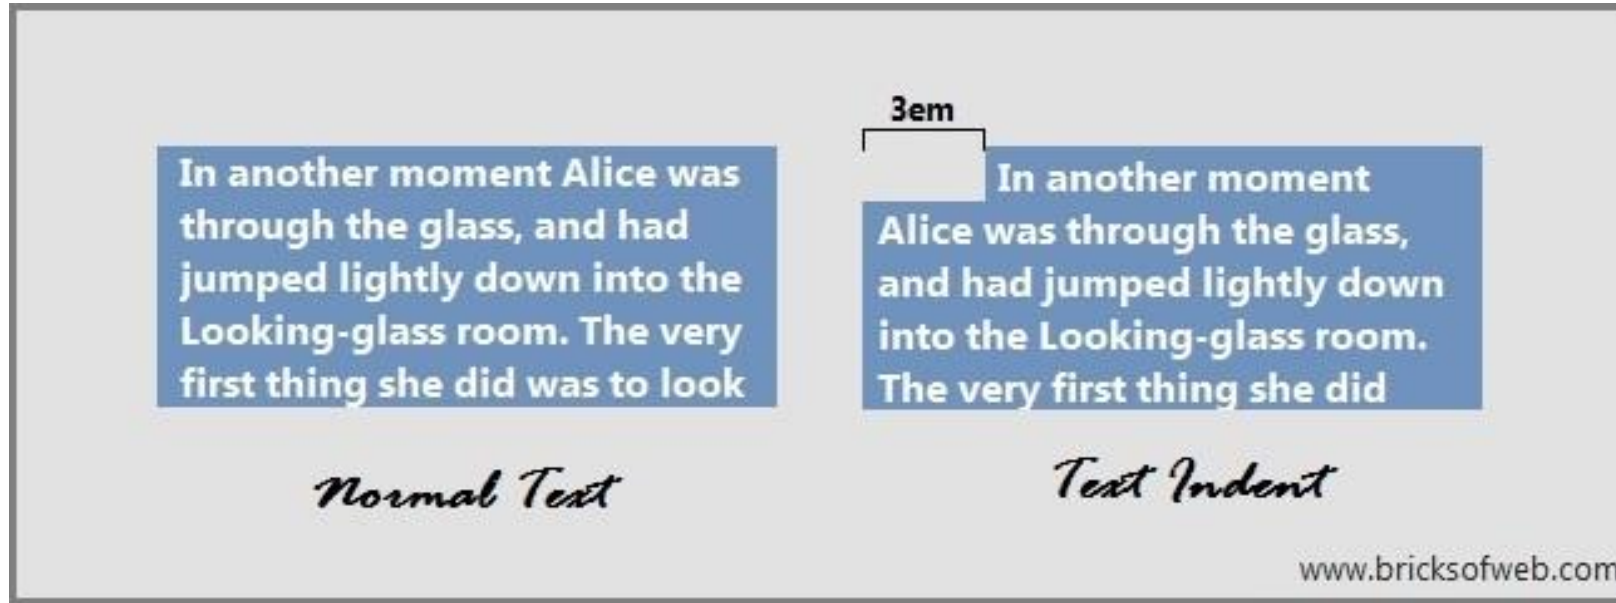 In another moment Alice was
through the glass, and had
jumped lightly down into the
Looking-glass room. The very
first thing she did was to look
Normal Text
3em
In another moment
Alice was through the glass,
and had jumped lightly down
into the Looking-glass room.
The very first thing she did
Text Indent
www.bricksofweb.com